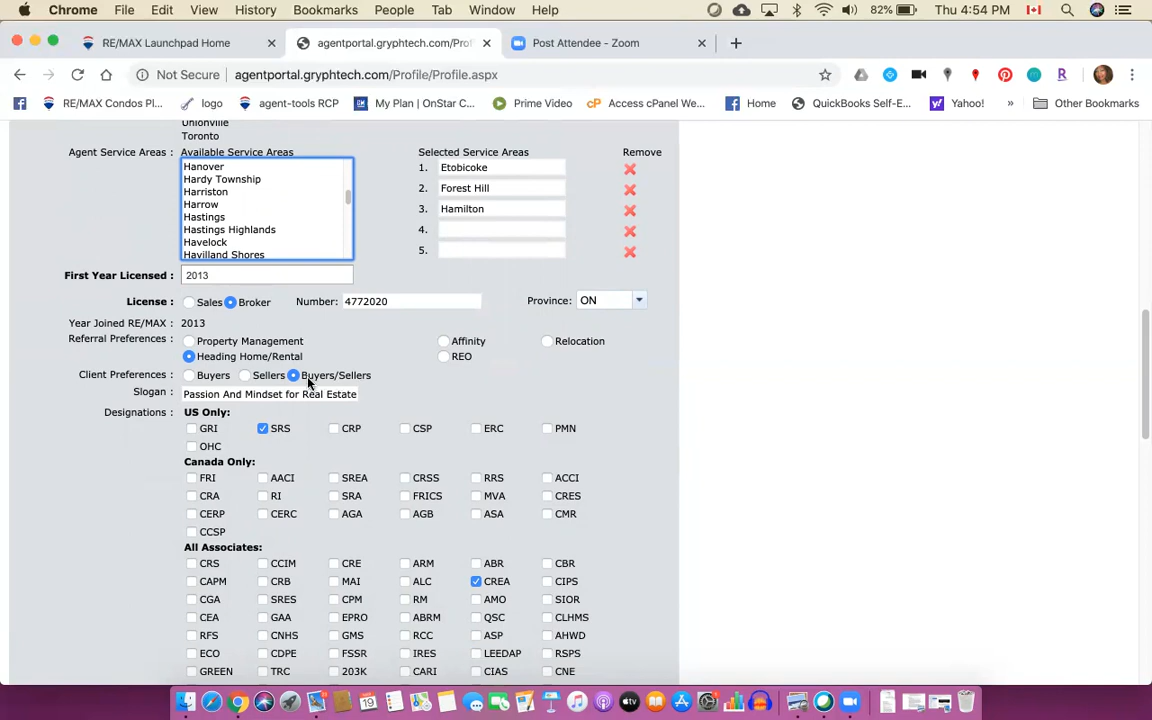 Chrome File Edit View History Bookmarks People Tab Window Help 82% Thu 4:54 PM
RE/MAX Launchpad Home agentportal.gryphtech.com/Prof Post Attendee - Zoom
Not Secure agentportal.gryphtech.com/Profile/Profile.aspx
RE/MAX Condos Pl... logo agent-tools RCP My Plan | OnStar C... Prime Video Access cPanel We... Home QuickBooks Self-E... Yahoo! » Other Bookmarks
Unionville
Toronto
Agent Service Areas : Available Service Areas Selected Service Areas Remove
Hanover 1. Etobicoke
Hardy Township
Harriston 2. Forest Hill
Harrow 3. Hamilton
Hastings
Hastings Highlands 4.
Havelock 5.
Havilland Shores
First Year Licensed : 2013
License : Sales Broker Number: 4772020 Province: ON
Year Joined RE/MAX: 2013
Referral Preferences : Property Management Affinity Relocation
Heading Home/Rental REO
Client Preferences : Buyers Sellers Buyers/Sellers
Slogan : Passion And Mindset for Real Estate
Designations : US Only:
GRI SRS CRP CSP ERC PMN
OHC
Canada Only:
FRI AACI SREA CRSS RRS ACCI
CRA RI SRA FRICS MVA CRES
CERP CERC AGA AGB ASA CMR
CCSP
All Associates:
CRS CCIM CRE ARM ABR CBR
CAPM CRB MAI ALC CREA CIPS
CGA SRES CPM RM AMO SIOR
CEA GAA EPRO ABRM QSC CLHMS
RFS CNHS GMS RCC ASP AHWD
ECO CDPE FSSR IRES LEEDAP RSPS
GREEN TRC 203K CARI CIAS CNE